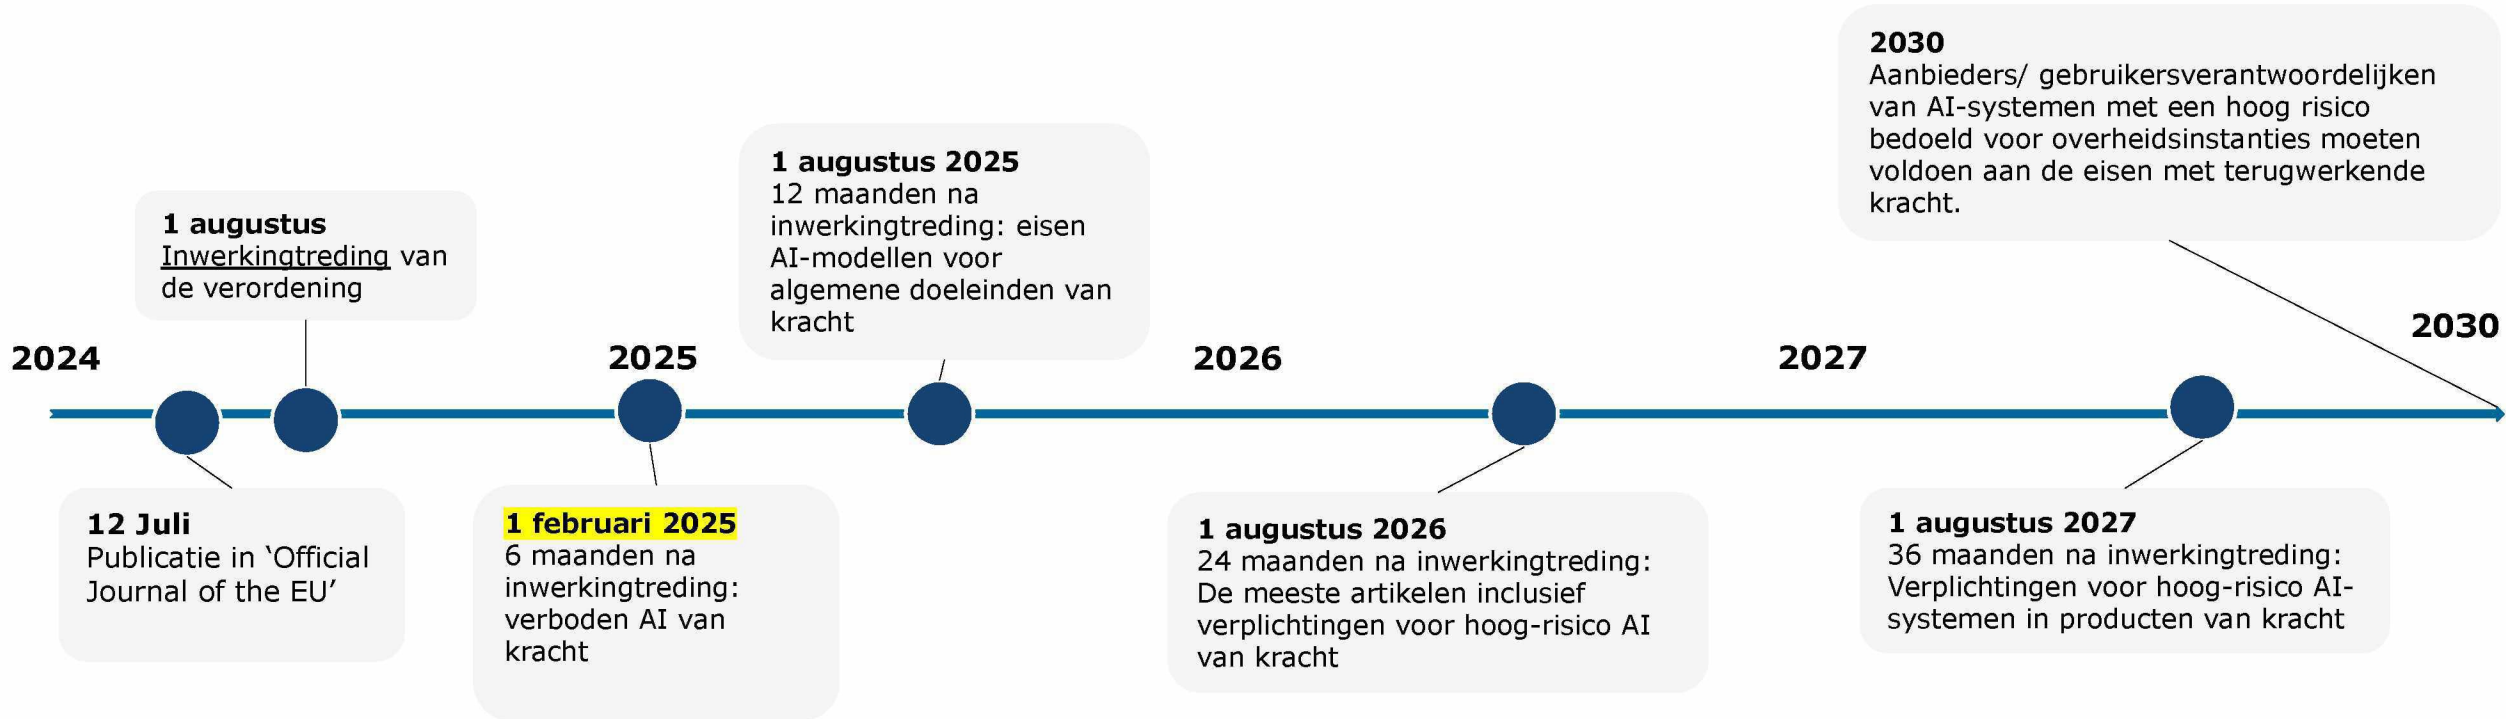 2024
12 Juli
Publicatie in ‘Official
Journal of the EU’
1 augustus
Inwerkingtreding van
de verordening
2025
1 februari 2025
6 maanden na
inwerkingtreding:
verboden AI van
kracht
1 augustus 2025
12 maanden na
inwerkingtreding: eisen
AI-modellen voor
algemene doeleinden van
kracht
2026
1 augustus 2026
24 maanden na inwerkingtreding:
De meeste artikelen inclusief
verplichtingen voor hoog-risico AI
van kracht
2027
1 augustus 2027
36 maanden na inwerkingtreding:
Verplichtingen voor hoog-risico AI-
systemen in producten van kracht
2030
Aanbieders/ gebruikersverantwoordelijken
van AI-systemen met een hoog risico
bedoeld voor overheidsinstanties moeten
voldoen aan de eisen met terugwerkende
kracht.
2030